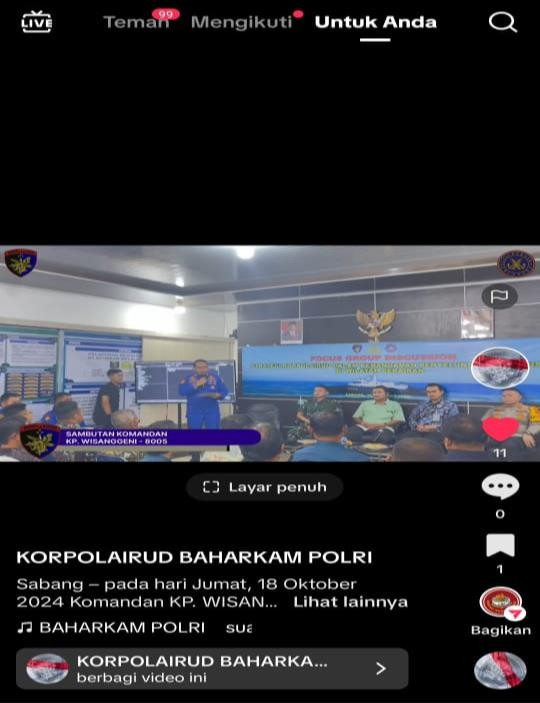 LIVE
Teman 99 Mengikuti Untuk Anda
FOCUS GROUP DISCUSSION
SAMBUTAN KOMANDAN
KP. WISANGGENI - 8005
11
Layar penuh
0
KORPOLAIRUD BAHARKAM POLRI
Sabang – pada hari Jumat, 18 Oktober
2024 Komandan KP. WISAN... Lihat lainnya
1
BAHARKAM POLRI sua
Bagikan
KORPOLAIRUD BAHARKA...
berbagi video ini